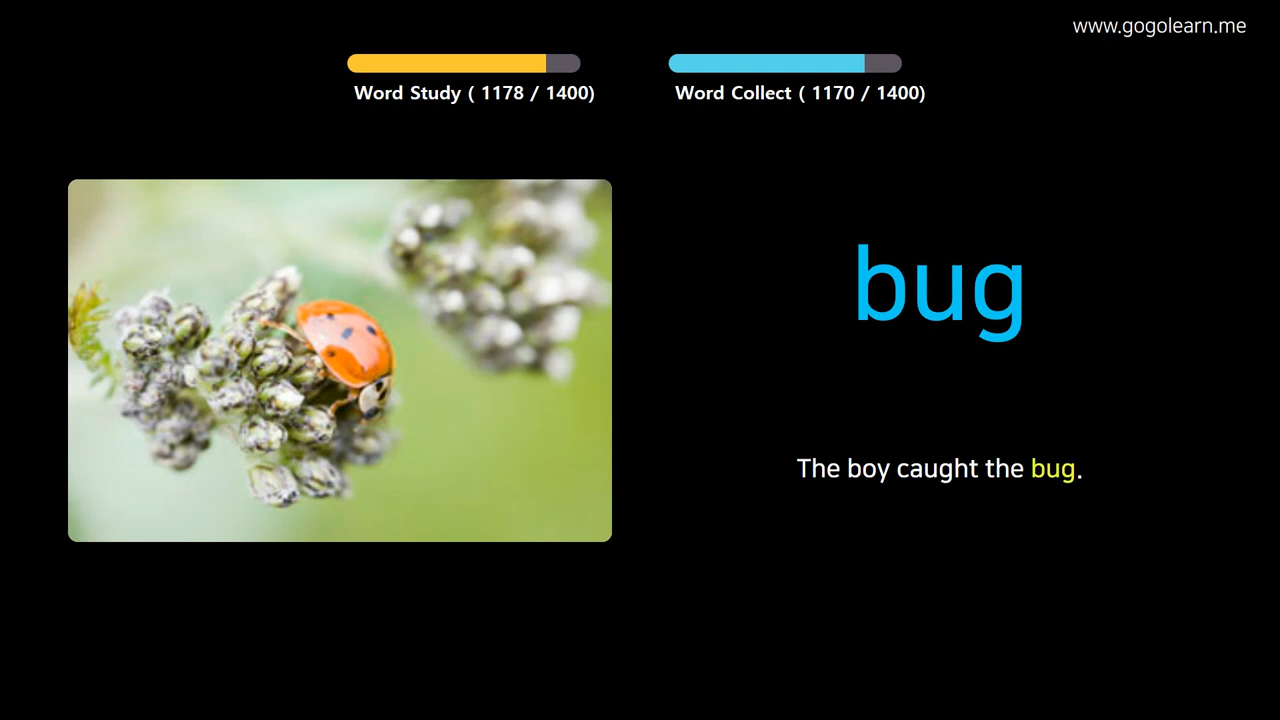 www.gogolearn.me
Word Study ( 1178 / 1400)
Word Collect ( 1170 / 1400)
bug
The boy caught the bug.